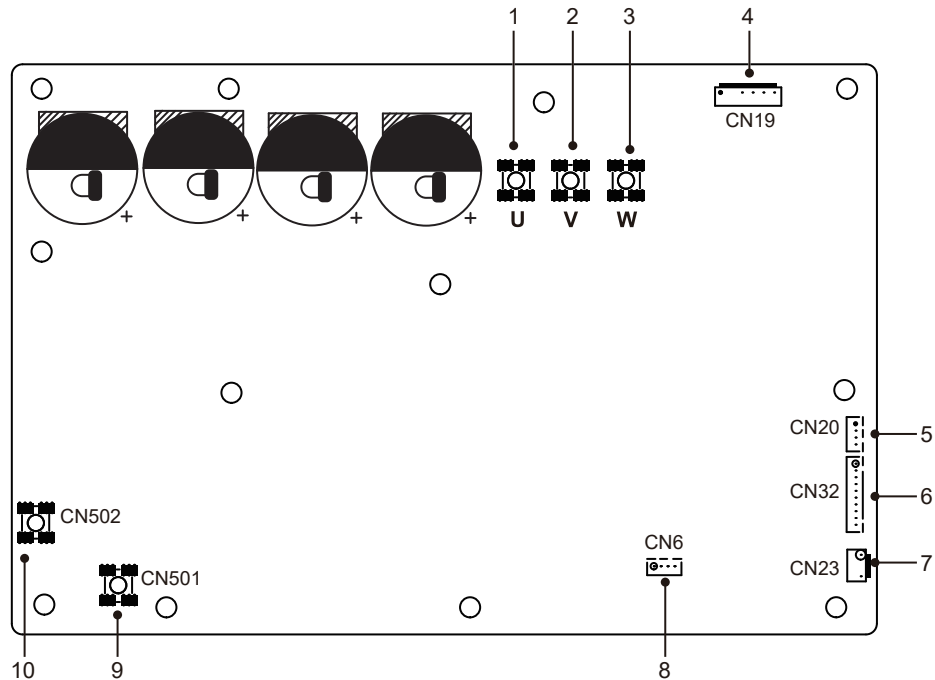 1 2 3 4
CN19
+ + + +
U V W
CN20
5
CN32
6
CN502
CN6
CN501
CN23
7
10 9 8